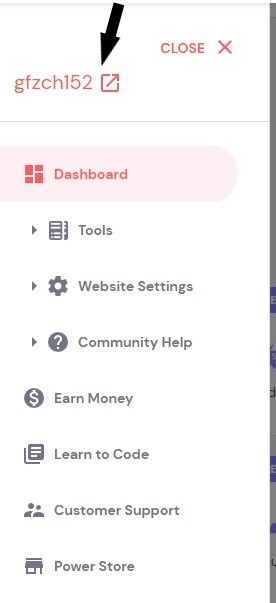 CLOSE
gfzch152
Dashboard
Tools
Website Settings
Community Help
Earn Money
Learn to Code
Customer Support
Power Store